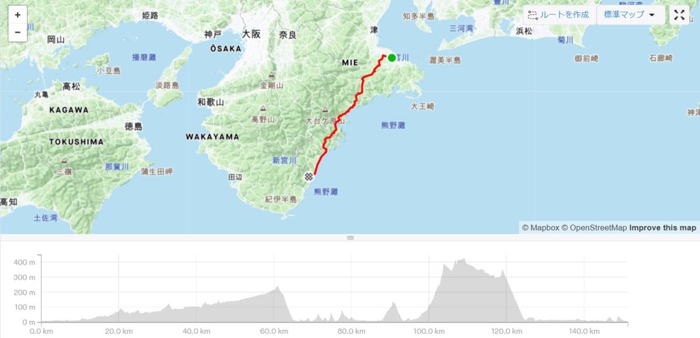 +
−
ルートを作成
標準マップ
岡山
姫路
神戸
大阪
奈良
津
知多半島
三河湾
浜松
ŌSAKA
播磨灘
小豆島
MIE
渥美半島
菊川
御前崎
石廊崎
高松
丸亀
淡路島
金剛山
KAGAWA
和歌山
大王崎
徳島
高野山
大台ケ原山
熊野灘
TOKUSHIMA
WAKAYAMA
那賀川
新宮川
三嶺
蒲生田岬
田辺
熊野灘
高知
紀伊半島
土佐湾
© Mapbox © OpenStreetMap Improve this map
400 m
300 m
200 m
100 m
0 m
0.0 km
20.0 km
40.0 km
60.0 km
80.0 km
100.0 km
120.0 km
140.0 km